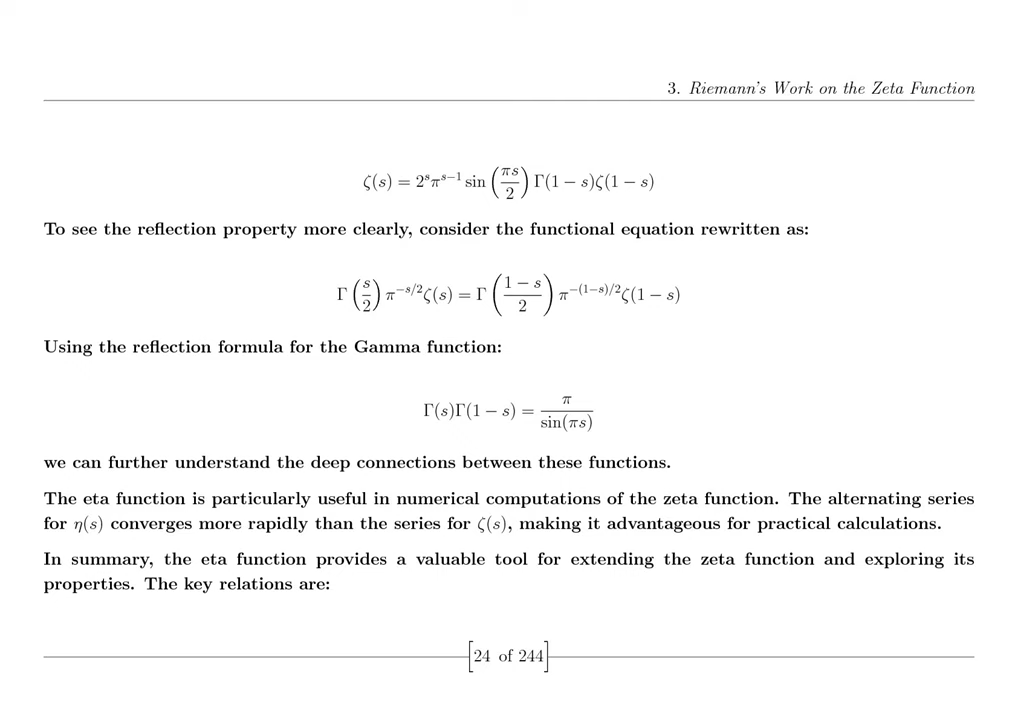 3. Riemann's Work on the Zeta Function
ζ(s) = 2^s π^{s−1} sin (πs/2) Γ(1 − s)ζ(1 − s)
To see the reflection property more clearly, consider the functional equation rewritten as:
Γ (s/2) π^{−s/2} ζ(s) = Γ ((1 − s)/2) π^{−(1−s)/2} ζ(1 − s)
Using the reflection formula for the Gamma function:
Γ(s)Γ(1 − s) = π/sin(πs)
we can further understand the deep connections between these functions.
The eta function is particularly useful in numerical computations of the zeta function. The alternating series
for η(s) converges more rapidly than the series for ζ(s), making it advantageous for practical calculations.
In summary, the eta function provides a valuable tool for extending the zeta function and exploring its
properties. The key relations are:
[24 of 244]